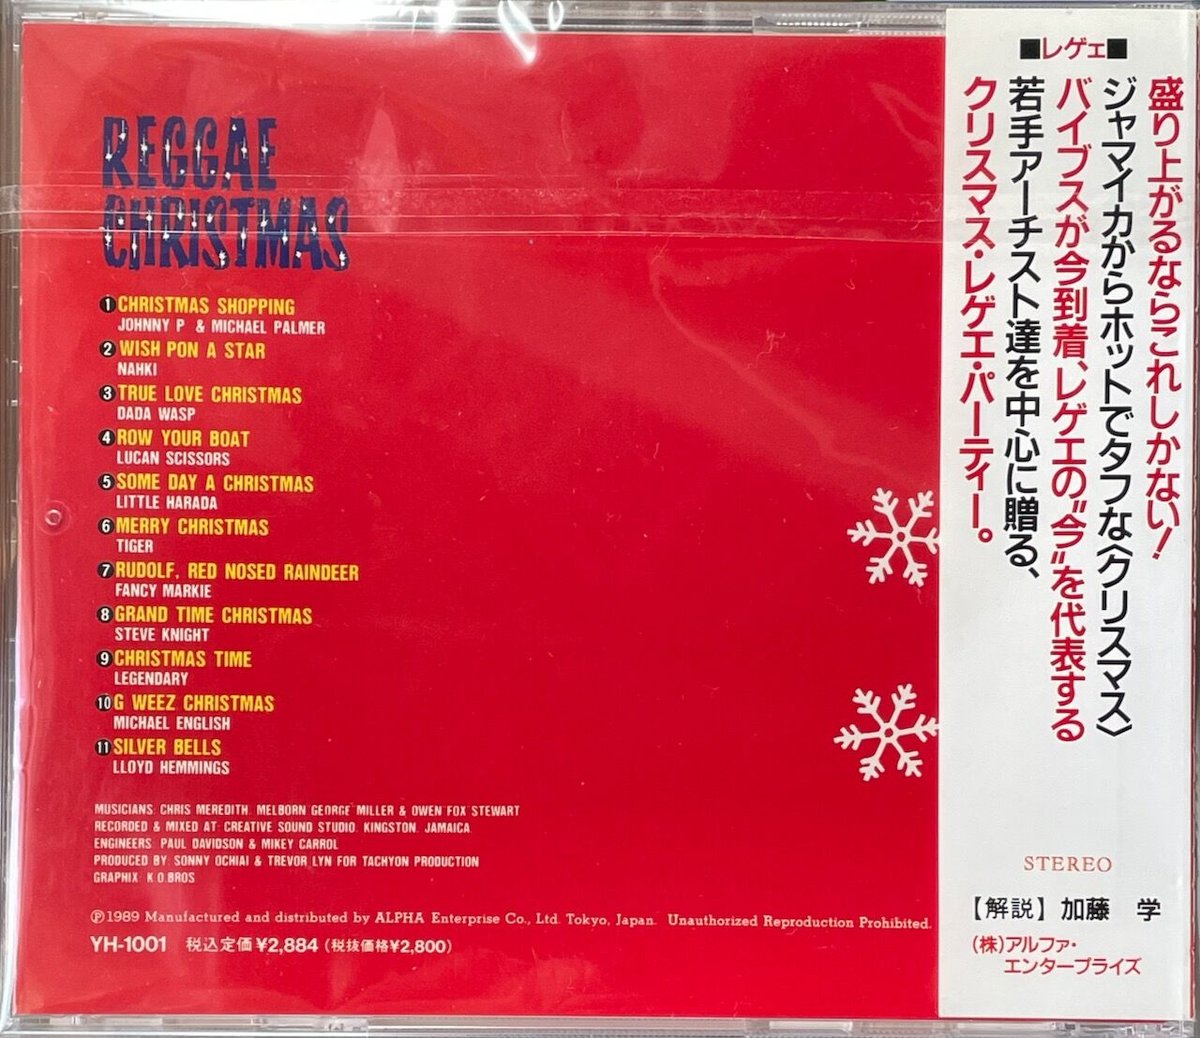 REGGAE
CHRISTMAS
1 CHRISTMAS SHOPPING
JOHNNY P & MICHAEL PALMER
2 WISH PON A STAR
NAHKI
3 TRUE LOVE CHRISTMAS
DADA WASP
4 ROW YOUR BOAT
LUCAN SCISSORS
5 SOME DAY A CHRISTMAS
LITTLE HARADA
6 MERRY CHRISTMAS
TIGER
7 RUDOLF, RED NOSED RAINDEER
FANCY MARKIE
8 GRAND TIME CHRISTMAS
STEVE KNIGHT
9 CHRISTMAS TIME
LEGENDARY
10 G WEEZ CHRISTMAS
MICHAEL ENGLISH
11 SILVER BELLS
LLOYD HEMMINGS
MUSICIANS: CHRIS MEREDITH, MELBORN "GEORGE" MILLER & OWEN "FOX" STEWART
RECORDED & MIXED AT: CREATIVE SOUND STUDIO, KINGSTON, JAMAICA.
ENGINEERS: PAUL DAVIDSON & MIKEY CARROL
PRODUCED BY: SONNY OCHIAI & TREVOR LYN FOR TACHYON PRODUCTION
GRAPHIX: K.O.BROS
Ⓟ1989 Manufactured and distributed by ALPHA Enterprise Co., Ltd. Tokyo, Japan. Unauthorized Reproduction Prohibited.
YH-1001 税込定価¥2,884 (税抜価格¥2,800)
■レゲエ■
盛り上がるならこれしかない!
ジャマイカからホットでタフな〈クリスマス〉
バイブスが今到着、レゲエの"今"を代表する
若手アーチスト達を中心に贈る、
クリスマス・レゲエ・パーティー。
STEREO
【解説】加藤 学
(株)アルファ・
エンタープライズ